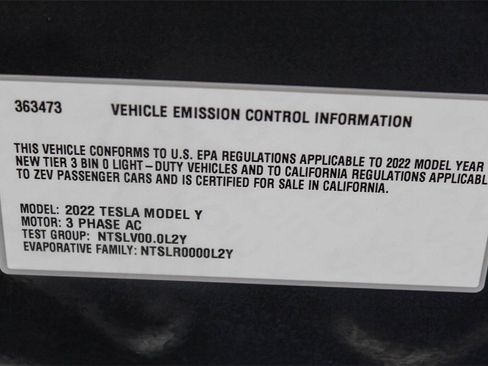 363473 VEHICLE EMISSION CONTROL INFORMATION
THIS VEHICLE CONFORMS TO U.S. EPA REGULATIONS APPLICABLE TO 2022 MODEL YEAR
NEW TIER 3 BIN 0 LIGHT-DUTY VEHICLES AND TO CALIFORNIA REGULATIONS APPLICABL
TO ZEV PASSENGER CARS AND IS CERTIFIED FOR SALE IN CALIFORNIA.
MODEL: 2022 TESLA MODEL Y
MOTOR: 3 PHASE AC
TEST GROUP: NTSLV00.0L2Y
EVAPORATIVE FAMILY: NTSLR0000L2Y